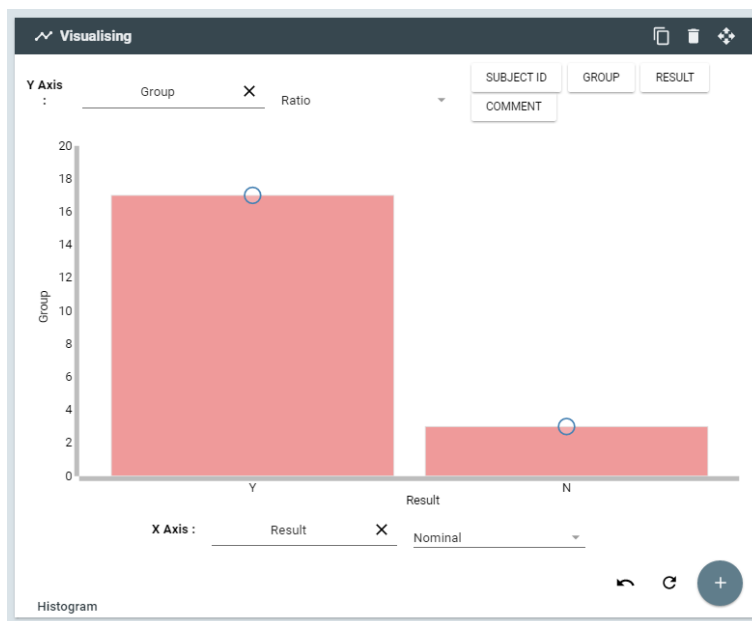 Visualising
Y Axis
:
Group
Ratio
SUBJECT ID
GROUP
RESULT
COMMENT
20
18
16
14
12
10
8
6
4
2
0
Group
Y
N
Result
X Axis :
Result
Nominal
Histogram